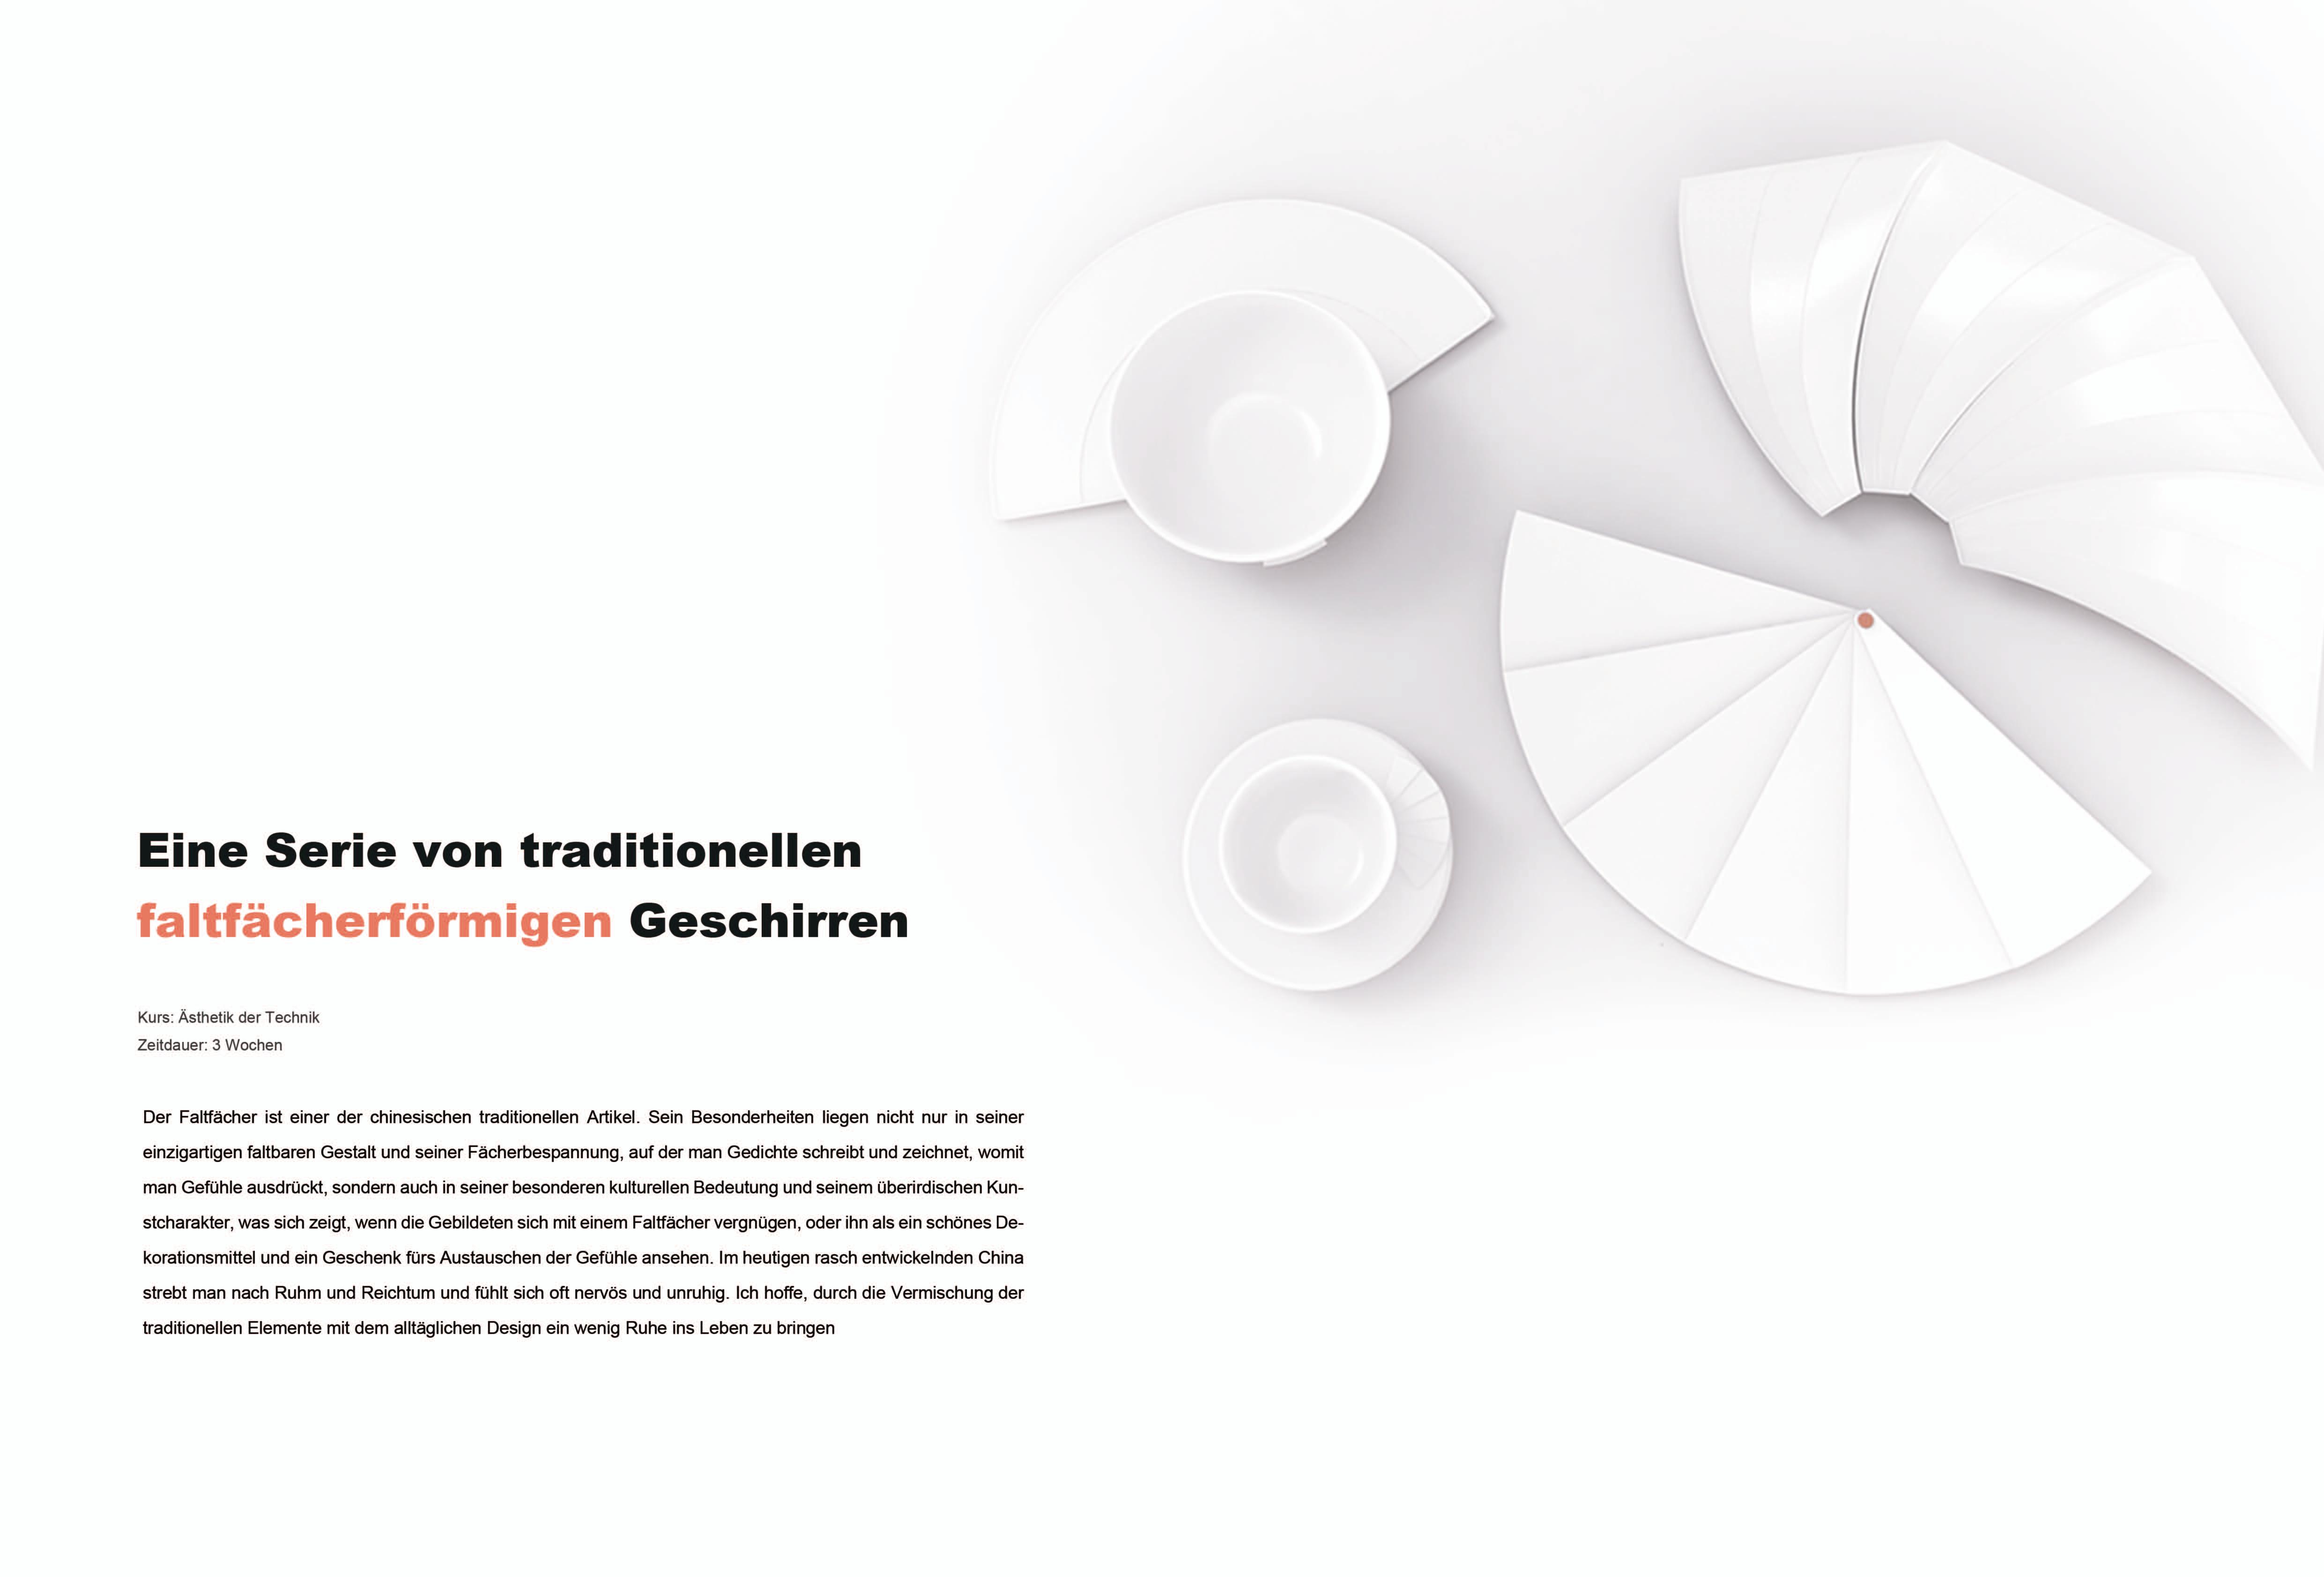 Eine Serie von traditionellen
faltfächerförmigen Geschirren
Kurs: Ästhetik der Technik
Zeitdauer: 3 Wochen
Der Faltfächer ist einer der chinesischen traditionellen Artikel. Sein Besonderheiten liegen nicht nur in seiner
einzigartigen faltbaren Gestalt und seiner Fächerbespannung, auf der man Gedichte schreibt und zeichnet, womit
man Gefühle ausdrückt, sondern auch in seiner besonderen kulturellen Bedeutung und seinem überirdischen Kun-
stcharakter, was sich zeigt, wenn die Gebildeten sich mit einem Faltfächer vergnügen, oder ihn als ein schönes De-
korationsmittel und ein Geschenk fürs Austauschen der Gefühle ansehen. Im heutigen rasch entwickelnden China
strebt man nach Ruhm und Reichtum und fühlt sich oft nervös und unruhig. Ich hoffe, durch die Vermischung der
traditionellen Elemente mit dem alltäglichen Design ein wenig Ruhe ins Leben zu bringen